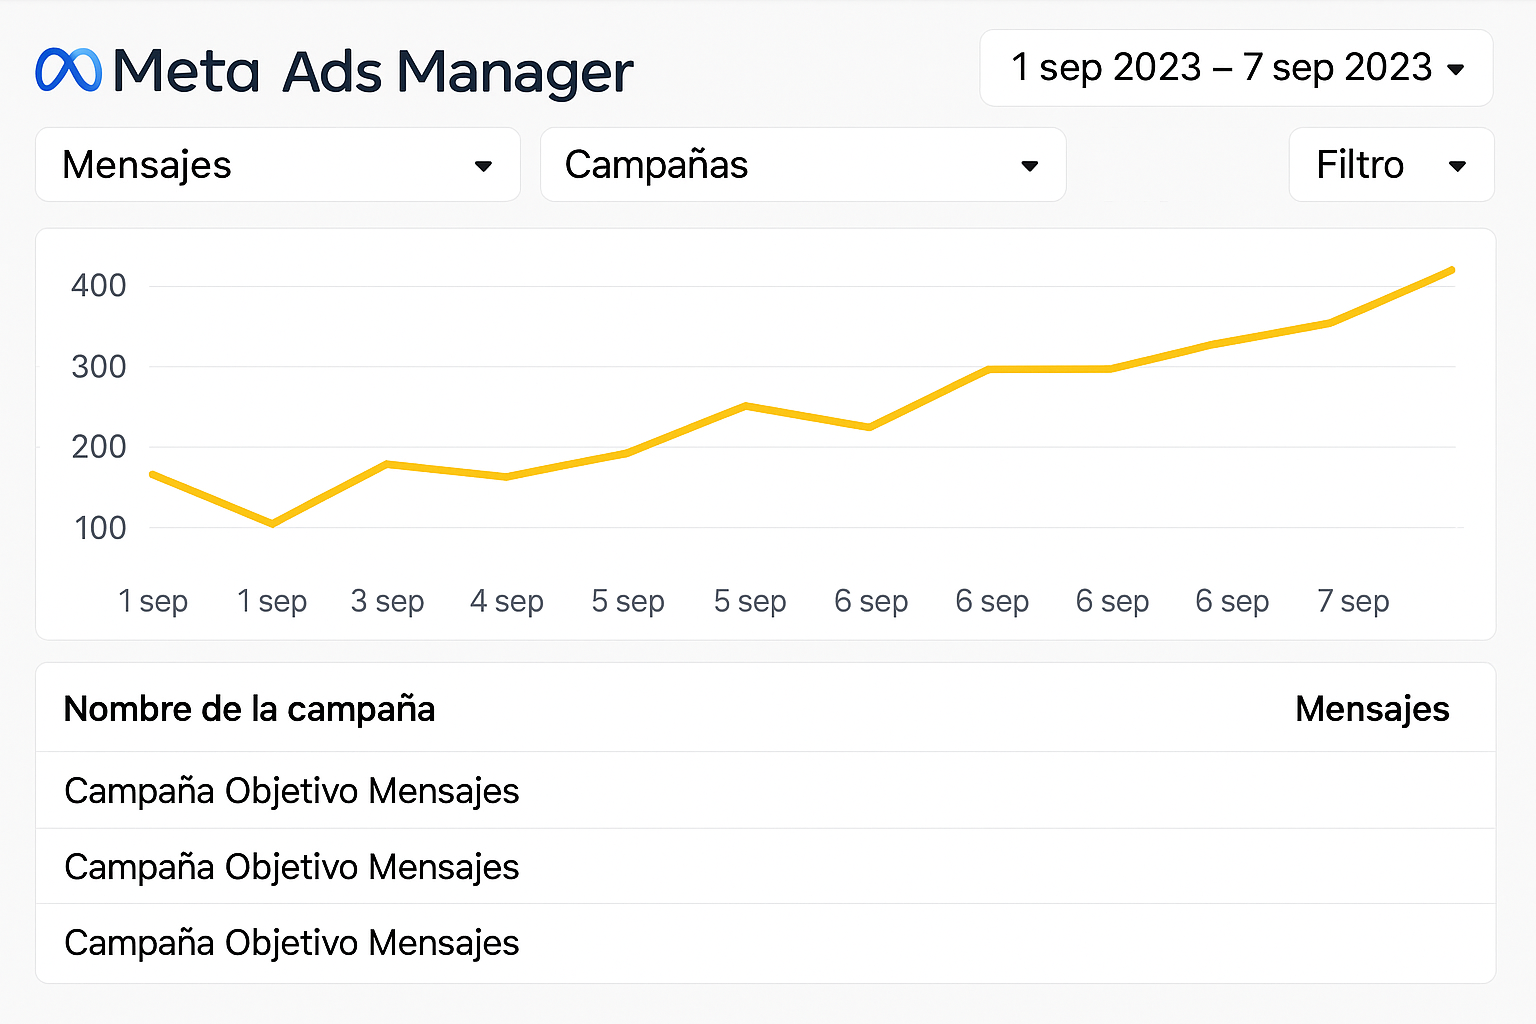 Meta Ads Manager
1 sep 2023 – 7 sep 2023
Mensajes
Campañas
Filtro
400
300
200
100
1 sep 1 sep 3 sep 4 sep 5 sep 5 sep 6 sep 6 sep 6 sep 6 sep 7 sep
Nombre de la campaña Mensajes
Campaña Objetivo Mensajes
Campaña Objetivo Mensajes
Campaña Objetivo Mensajes